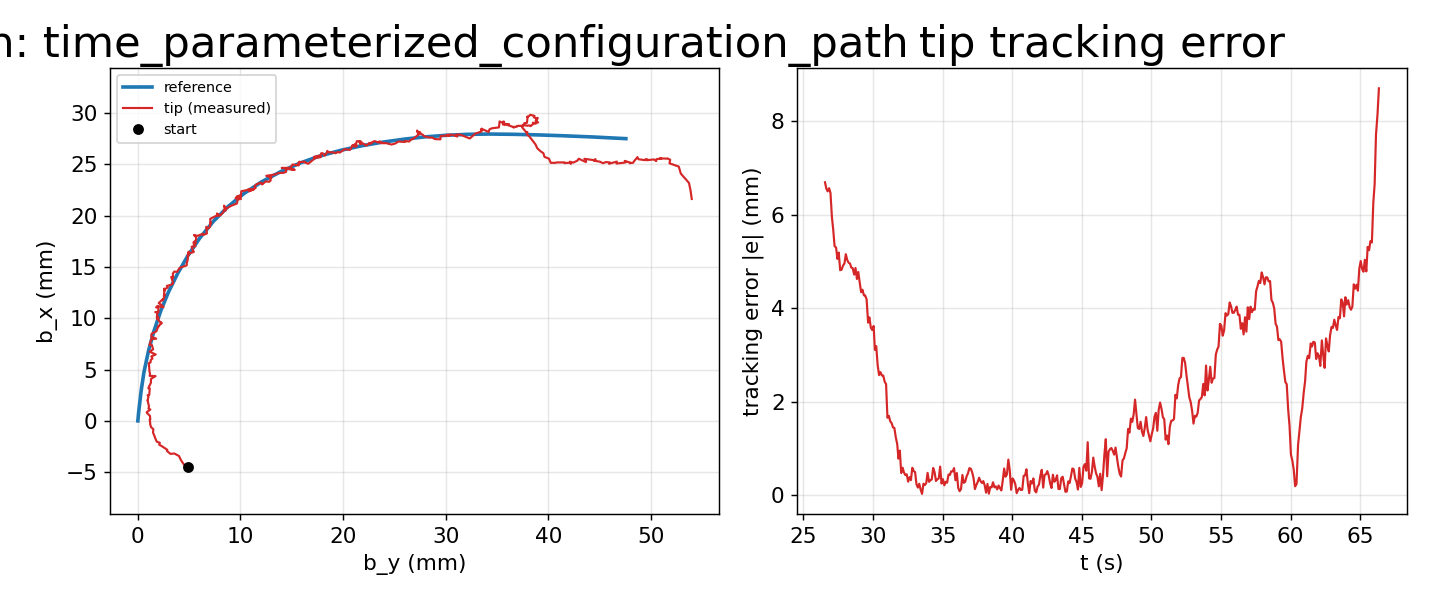 n: time_parameterized_configuration_path tip tracking error
reference
tip (measured)
start
30
25
20
15
10
5
0
−5
b_x (mm)
0 10 20 30 40 50
b_y (mm)
8
6
4
2
0
tracking error |e| (mm)
25 30 35 40 45 50 55 60 65
t (s)